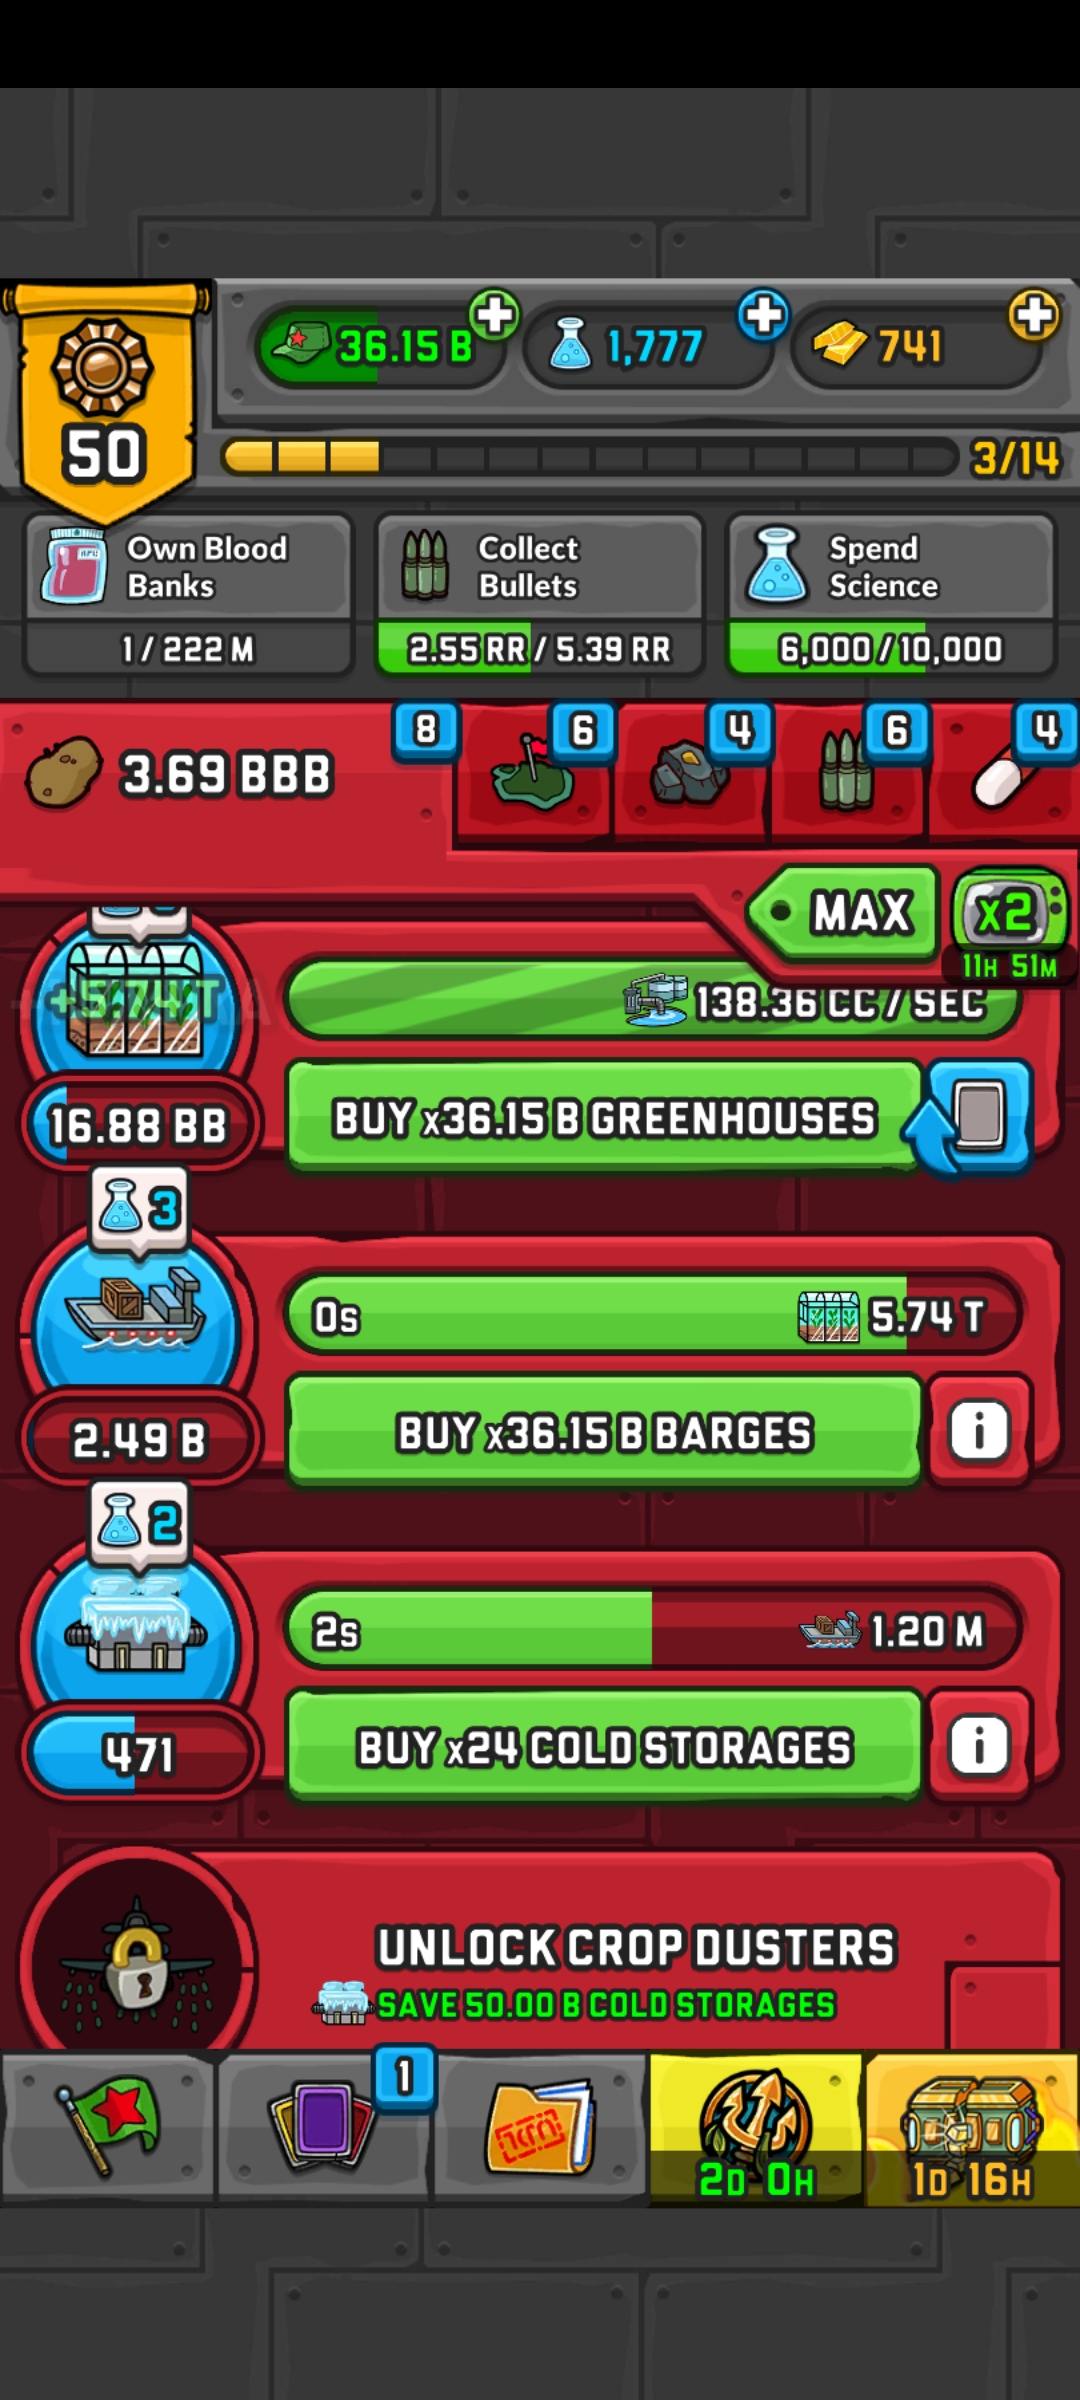 36.15 B
1,777
741
50
3/14
Own Blood
Banks
1 / 222 M
Collect
Bullets
2.55 RR / 5.39 RR
Spend
Science
6,000 / 10,000
3.69 BBB
8
6
4
6
4
MAX
x2
11H 51M
+5.74 T
138.36 CC / SEC
16.88 BB
BUY x36.15 B GREENHOUSES
3
0s
5.74 T
2.49 B
BUY x36.15 B BARGES
i
2
2s
1.20 M
471
BUY x24 COLD STORAGES
i
UNLOCK CROP DUSTERS
SAVE 50.00 B COLD STORAGES
1
2D 0H
1D 16H